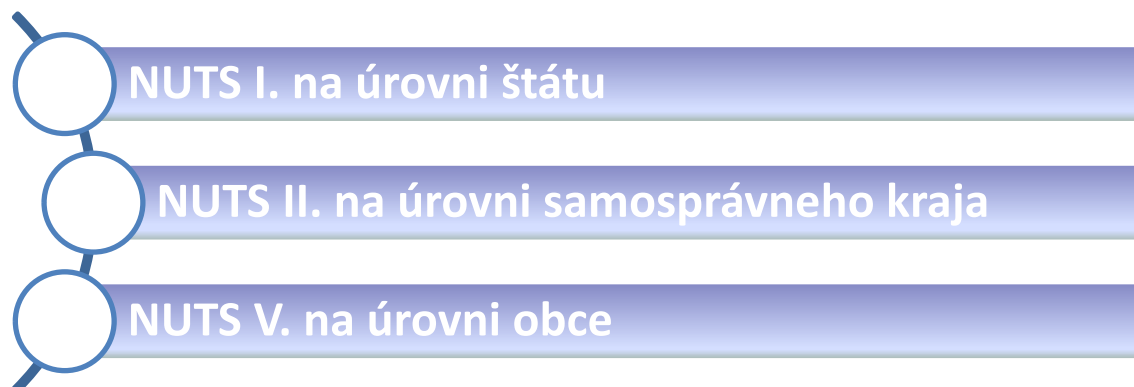 NUTS I. na úrovni štátu
NUTS II. na úrovni samosprávneho kraja
NUTS V. na úrovni obce